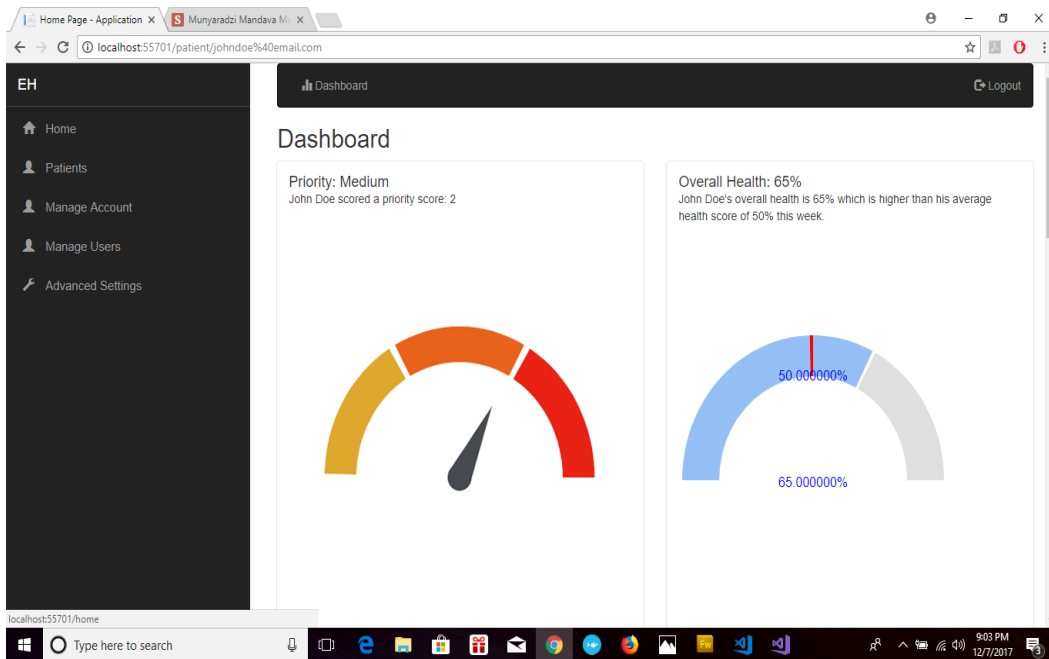 Home Page - Application
Munyaradzi Mandava M
localhost:55701/patient/johndoe%40email.com
EH
Dashboard
Logout
Home
Patients
Manage Account
Manage Users
Advanced Settings
Dashboard
Priority: Medium
John Doe scored a priority score: 2
Overall Health: 65%
John Doe's overall health is 65% which is higher than his average
health score of 50% this week.
50.000000%
65.000000%
localhost:55701/home
Type here to search
Fw
9:03 PM
12/7/2017
3